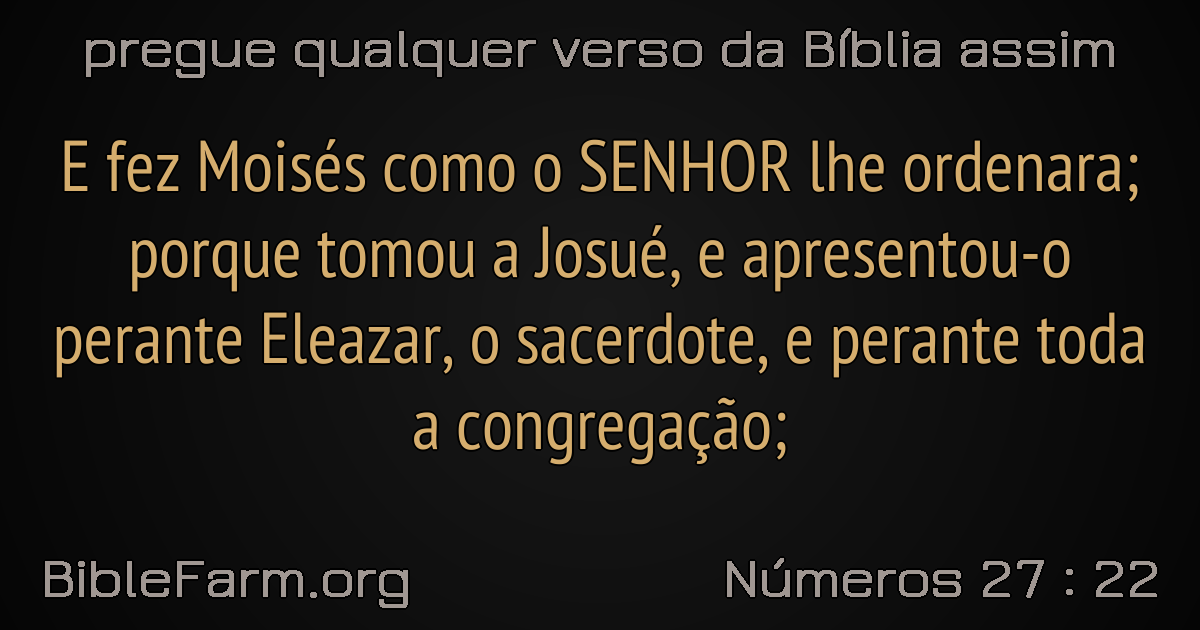 pregue qualquer verso da Bíblia assim
E fez Moisés como o SENHOR lhe ordenara;
porque tomou a Josué, e apresentou-o
perante Eleazar, o sacerdote, e perante toda
a congregação;
BibleFarm.org
Números 27 : 22